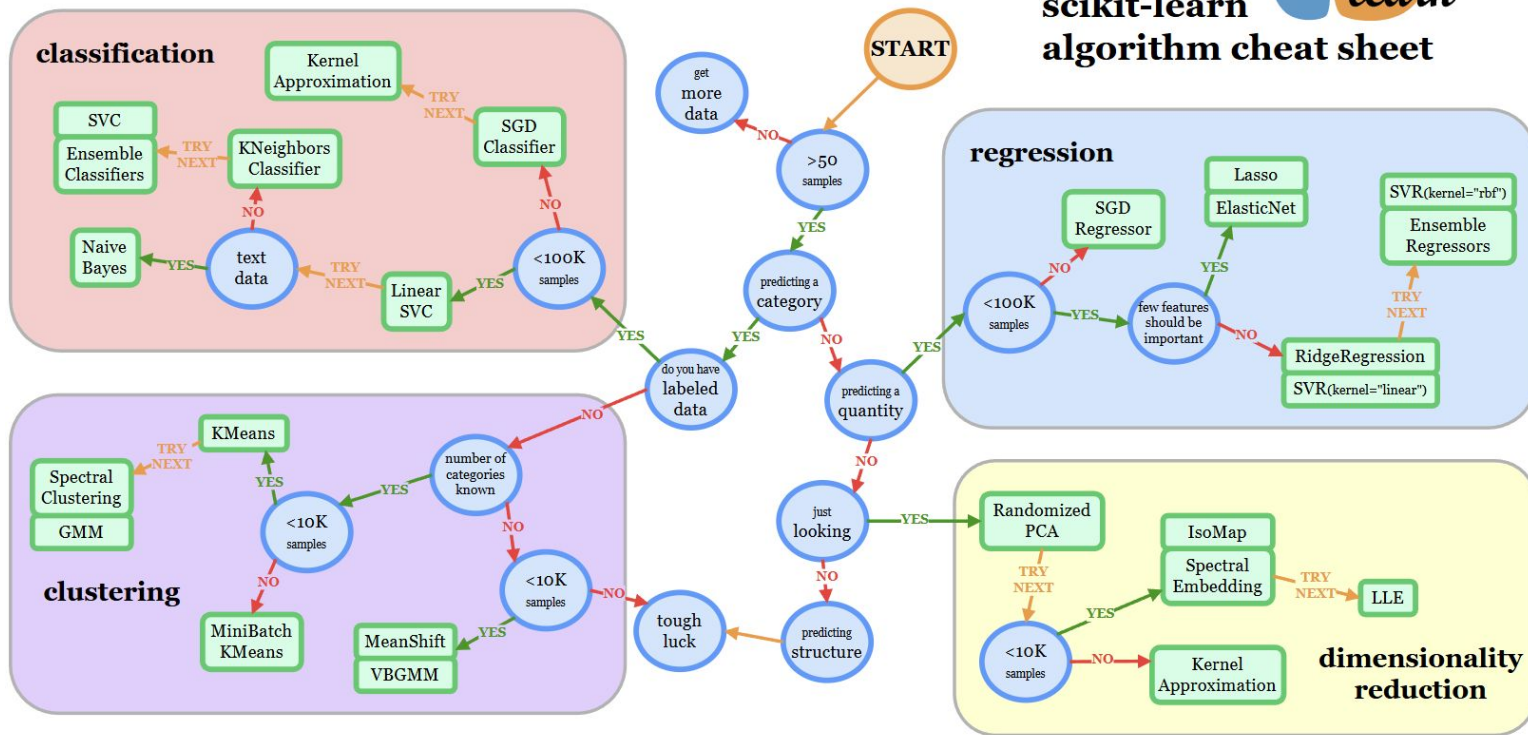 scikit-learn
algorithm cheat sheet
START
get
more
data
NO
>50
samples
YES
predicting a
category
YES
NO
do you have
labeled
data
YES
NO
predicting a
quantity
YES
NO
just
looking
YES
NO
predicting
structure
tough
luck
classification
Kernel
Approximation
TRY
NEXT
SGD
Classifier
NO
<100K
samples
YES
Linear
SVC
TRY
NEXT
text
data
YES
Naive
Bayes
NO
KNeighbors
Classifier
TRY
NEXT
SVC
Ensemble
Classifiers
regression
<100K
samples
NO
SGD
Regressor
YES
few features
should be
important
YES
Lasso
ElasticNet
NO
RidgeRegression
SVR(kernel="linear")
TRY
NEXT
SVR(kernel="rbf")
Ensemble
Regressors
clustering
number of
categories
known
YES
<10K
samples
YES
KMeans
TRY
NEXT
Spectral
Clustering
GMM
NO
MiniBatch
KMeans
NO
<10K
samples
YES
MeanShift
VBGMM
NO
dimensionality
reduction
Randomized
PCA
TRY
NEXT
<10K
samples
YES
IsoMap
Spectral
Embedding
TRY
NEXT
LLE
NO
Kernel
Approximation